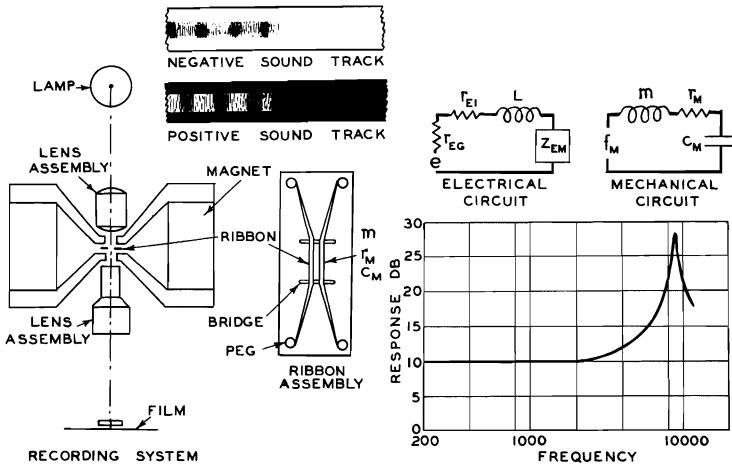 NEGATIVE SOUND TRACK
POSITIVE SOUND TRACK
LAMP
LENS
ASSEMBLY
MAGNET
RIBBON
LENS
ASSEMBLY
FILM
RECORDING SYSTEM
m
r_M
C_M
BRIDGE
PEG
RIBBON
ASSEMBLY
r_EI
L
r_EG
e
Z_EM
ELECTRICAL
CIRCUIT
m
r_M
f_M
C_M
MECHANICAL
CIRCUIT
RESPONSE DB
30
25
20
15
10
5
0
200
1000
10000
FREQUENCY